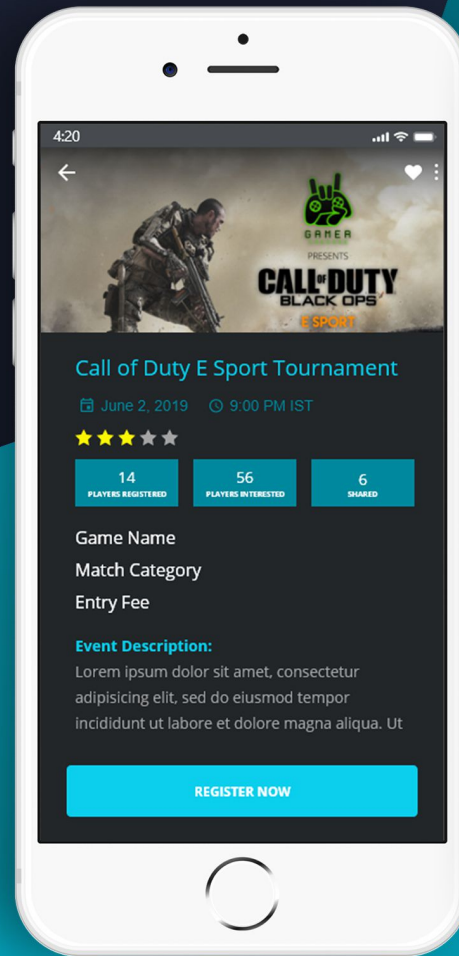 4:20
GAMER
PRESENTS
CALL OF DUTY
BLACK OPS
E SPORT
Call of Duty E Sport Tournament
June 2, 2019 9:00 PM IST
14 56 6
PLAYERS REGISTERED PLAYERS INTERESTED SHARED
Game Name
Match Category
Entry Fee
Event Description:
Lorem ipsum dolor sit amet, consectetur
adipisicing elit, sed do eiusmod tempor
incididunt ut labore et dolore magna aliqua. Ut
REGISTER NOW